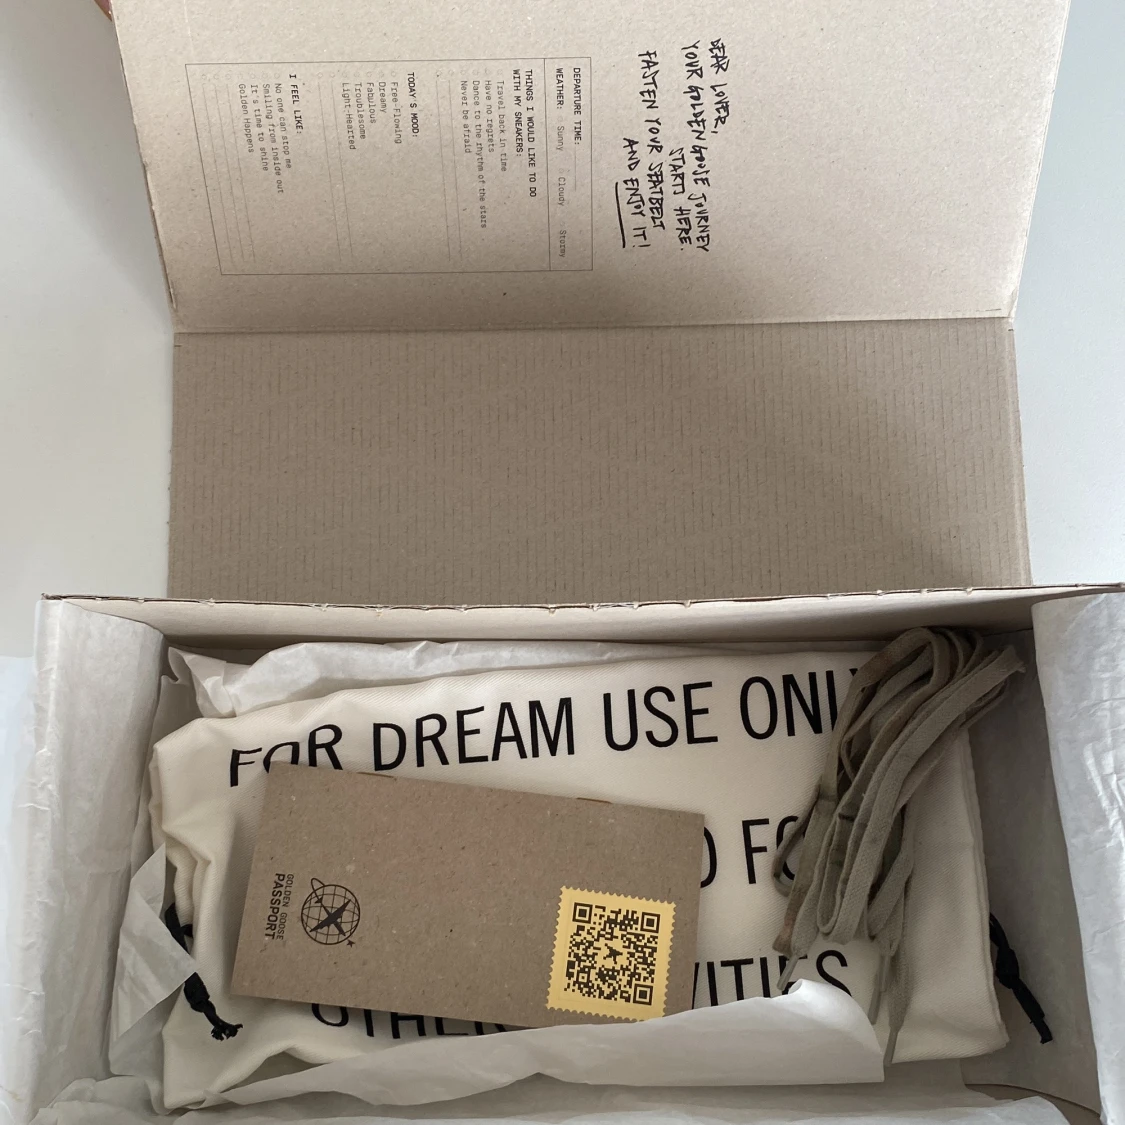 DEAR LOVER,
YOUR GOLDEN GOOSE JOURNEY
STARTS HERE.
FASTEN YOUR SEATBELT
AND ENJOY IT!
DEPARTURE TIME:
WEATHER: Sunny Cloudy Stormy
THINGS I WOULD LIKE TO DO
WITH MY SNEAKERS:
Travel back in time
Have no regrets
Dance to the rhythm of the stars
Never be afraid
TODAY'S MOOD:
Free-Flowing
Dreamy
Fabulous
Troublesome
Light-Hearted
I FEEL LIKE:
No one can stop me
Smiling from inside out
It's time to shine
Golden Happens
FOR DREAM USE ONLY
GOLDEN GOOSE
PASSPORT
OTHER